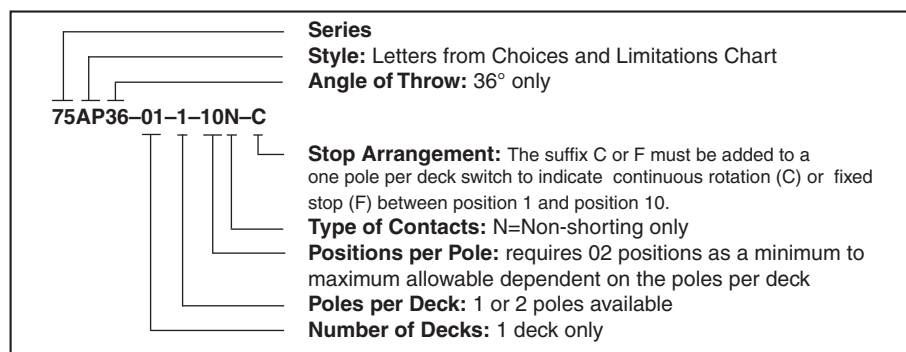 Series
Style: Letters from Choices and Limitations Chart
Angle of Throw: 36° only
75AP36–01–1–10N–C
Stop Arrangement: The suffix C or F must be added to a
one pole per deck switch to indicate continuous rotation (C) or fixed
stop (F) between position 1 and position 10.
Type of Contacts: N=Non-shorting only
Positions per Pole: requires 02 positions as a minimum to
maximum allowable dependent on the poles per deck
Poles per Deck: 1 or 2 poles available
Number of Decks: 1 deck only